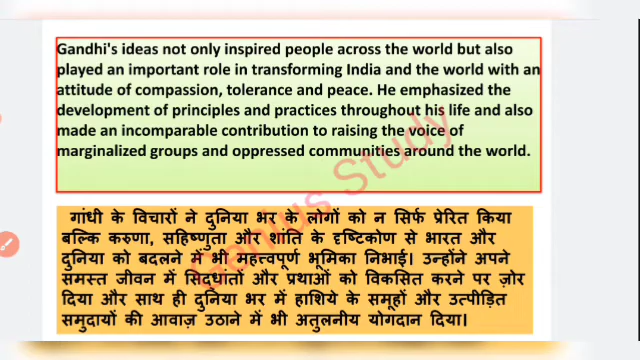 Gandhi's ideas not only inspired people across the world but also
played an important role in transforming India and the world with an
attitude of compassion, tolerance and peace. He emphasized the
development of principles and practices throughout his life and also
made an incomparable contribution to raising the voice of
marginalized groups and oppressed communities around the world.
गांधी के विचारों ने दुनिया भर के लोगों को न सिर्फ प्रेरित किया
बल्कि करुणा, सहिष्णुता और शांति के दृष्टिकोण से भारत और
दुनिया को बदलने में भी महत्त्वपूर्ण भूमिका निभाई। उन्होंने अपने
समस्त जीवन में सिद्धांतों और प्रथाओं को विकसित करने पर ज़ोर
दिया और साथ ही दुनिया भर में हाशिये के समूहों और उत्पीड़ित
समुदायों की आवाज़ उठाने में भी अतुलनीय योगदान दिया।
Genius Study